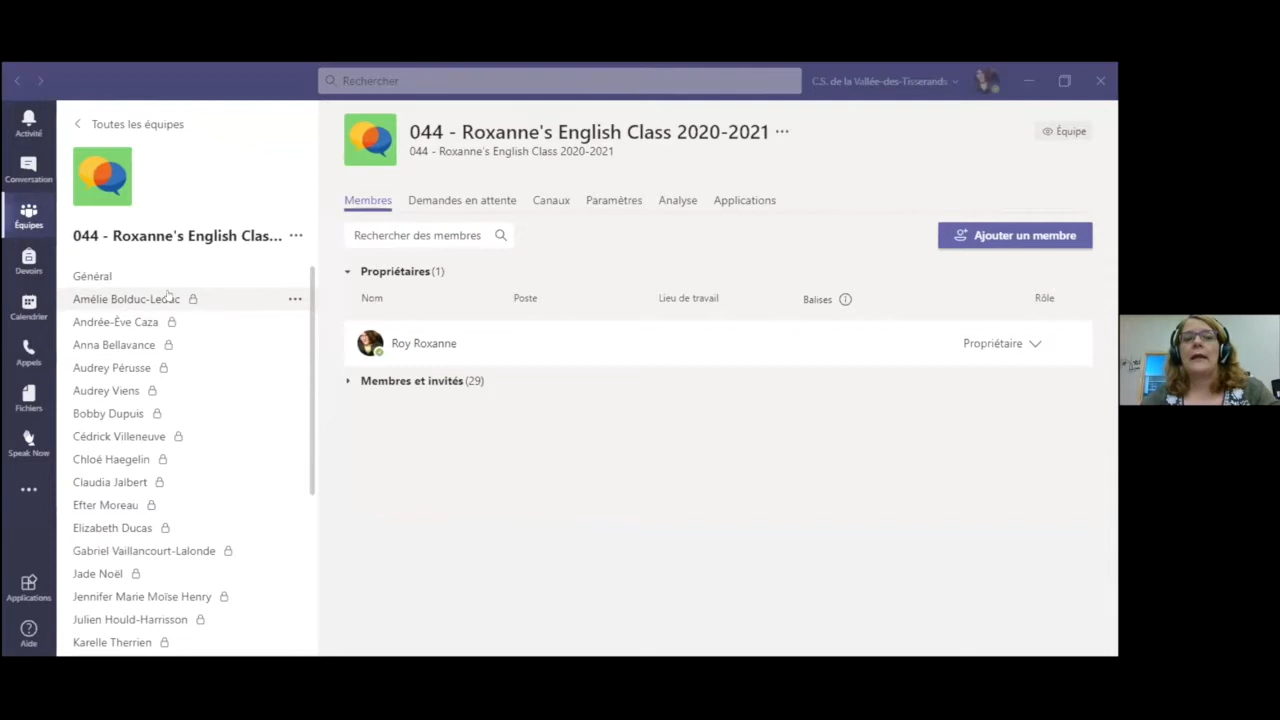 Rechercher
C.S. de la Vallée-des-Tisserands
Activité
Conversation
Équipes
Devoirs
Calendrier
Appels
Fichiers
Speak Now
Applications
Aide
Toutes les équipes
044 - Roxanne's English Clas...
Général
Amélie Bolduc-Leduc
Andrée-Ève Caza
Anna Bellavance
Audrey Pérusse
Audrey Viens
Bobby Dupuis
Cédrick Villeneuve
Chloé Haegelin
Claudia Jalbert
Efter Moreau
Elizabeth Ducas
Gabriel Vaillancourt-Lalonde
Jade Noël
Jennifer Marie Moïse Henry
Julien Hould-Harrisson
Karelle Therrien
044 - Roxanne's English Class 2020-2021
Équipe
044 - Roxanne's English Class 2020-2021
Membres Demandes en attente Canaux Paramètres Analyse Applications
Rechercher des membres
Ajouter un membre
Propriétaires (1)
Nom Poste Lieu de travail Balises Rôle
Roy Roxanne Propriétaire
Membres et invités (29)